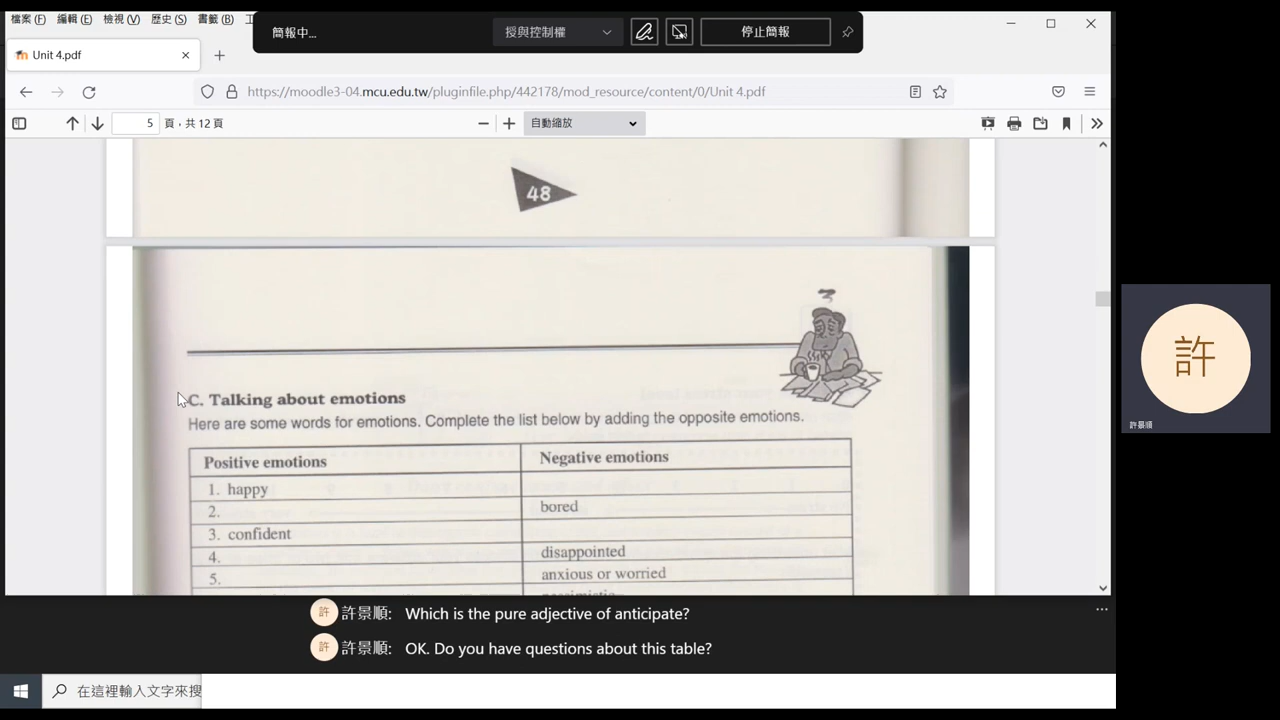 檔案 (F) 編輯 (E) 檢視 (V) 歷史 (S) 書籤 (B)
簡報中...
授與控制權
停止簡報
Unit 4.pdf
https://moodle3-04.mcu.edu.tw/pluginfile.php/442178/mod_resource/content/0/Unit 4.pdf
5 頁，共 12 頁
自動縮放
48
C. Talking about emotions
Here are some words for emotions. Complete the list below by adding the opposite emotions.
Positive emotions Negative emotions
1. happy
2. bored
3. confident
4. disappointed
5. anxious or worried
許
許景順
許 許景順: Which is the pure adjective of anticipate?
許 許景順: OK. Do you have questions about this table?
在這裡輸入文字來搜